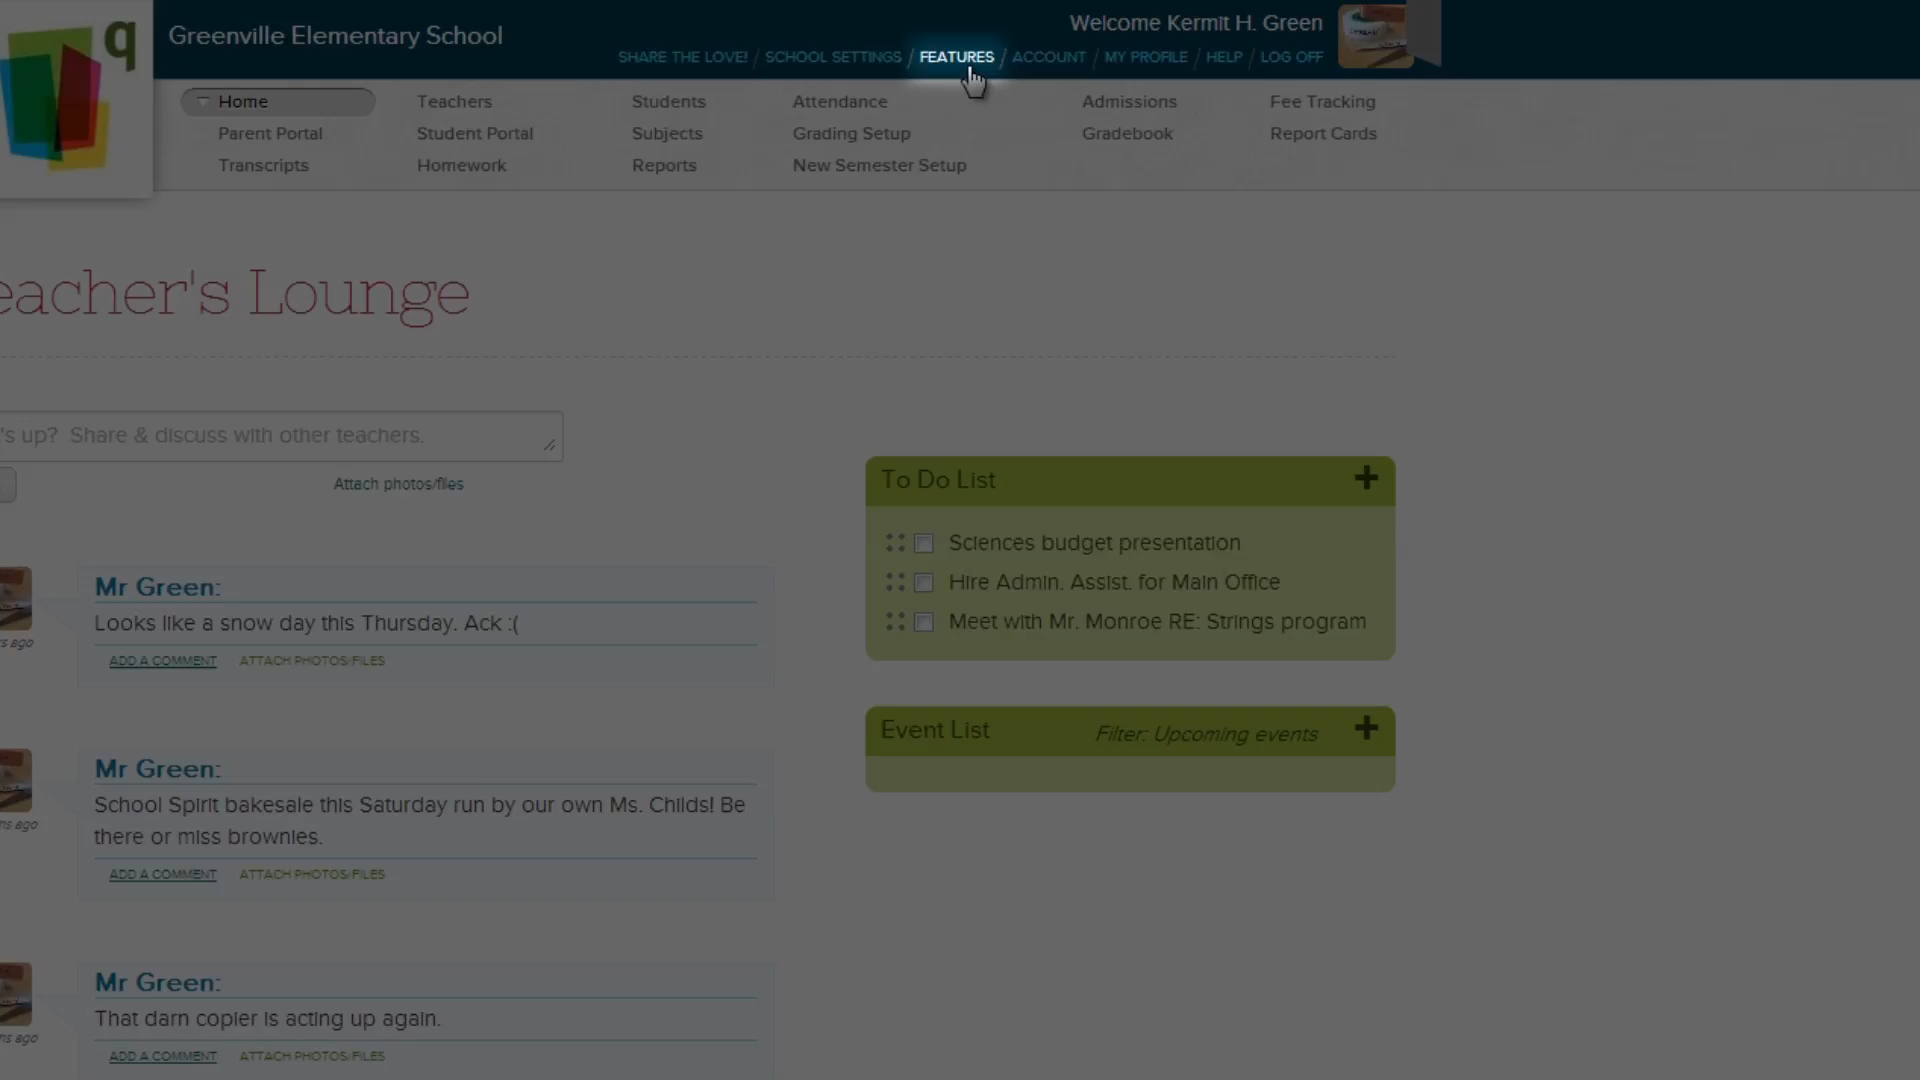 q
Greenville Elementary School
Welcome Kermit H. Green
SHARE THE LOVE! / SCHOOL SETTINGS / FEATURES / ACCOUNT / MY PROFILE / HELP / LOG OFF
Home Teachers Students Attendance Admissions Fee Tracking
Parent Portal Student Portal Subjects Grading Setup Gradebook Report Cards
Transcripts Homework Reports New Semester Setup
eacher's Lounge
's up? Share & discuss with other teachers.
Attach photos/files
To Do List
Sciences budget presentation
Hire Admin. Assist. for Main Office
Meet with Mr. Monroe RE: Strings program
Event List Filter: Upcoming events
Mr Green:
Looks like a snow day this Thursday. Ack :(
s ago
ADD A COMMENT ATTACH PHOTOS/FILES
Mr Green:
School Spirit bakesale this Saturday run by our own Ms. Childs! Be
there or miss brownies.
ns ago
ADD A COMMENT ATTACH PHOTOS/FILES
Mr Green:
That darn copier is acting up again.
ns ago
ADD A COMMENT ATTACH PHOTOS/FILES